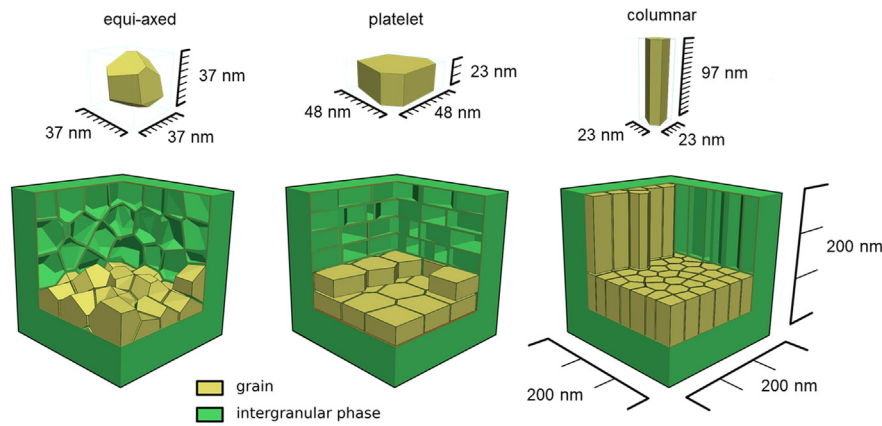 equi-axed
platelet
columnar
37 nm
37 nm
37 nm
23 nm
48 nm
48 nm
97 nm
23 nm
23 nm
200 nm
200 nm
200 nm
grain
intergranular phase